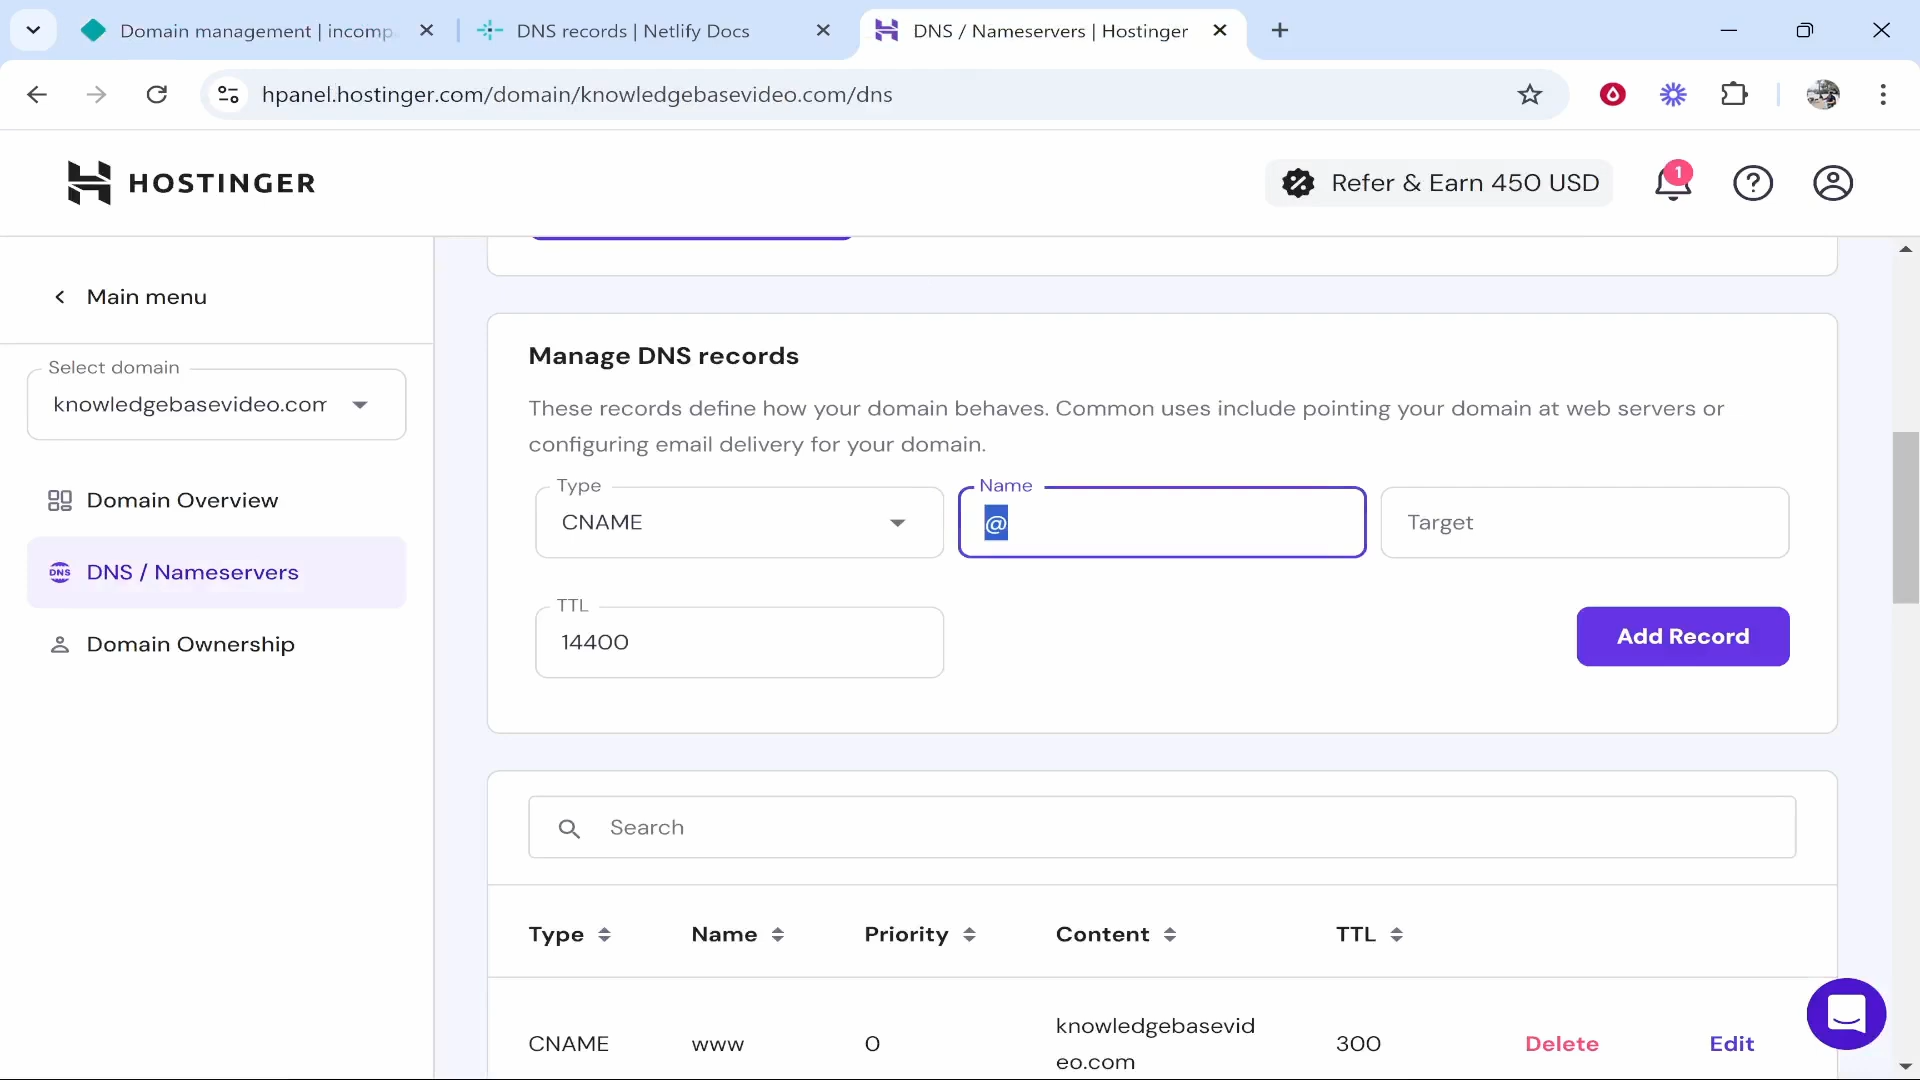 Domain management | incomp
DNS records | Netlify Docs
DNS / Nameservers | Hostinger
hpanel.hostinger.com/domain/knowledgebasevideo.com/dns
HOSTINGER
Refer & Earn 450 USD
1
Main menu
Select domain
knowledgebasevideo.com
Domain Overview
DNS
DNS / Nameservers
Domain Ownership
Manage DNS records
These records define how your domain behaves. Common uses include pointing your domain at web servers or
configuring email delivery for your domain.
Type
CNAME
Name
@
Target
TTL
14400
Add Record
Search
Type
Name
Priority
Content
TTL
CNAME
www
0
knowledgebasevid
eo.com
300
Delete
Edit